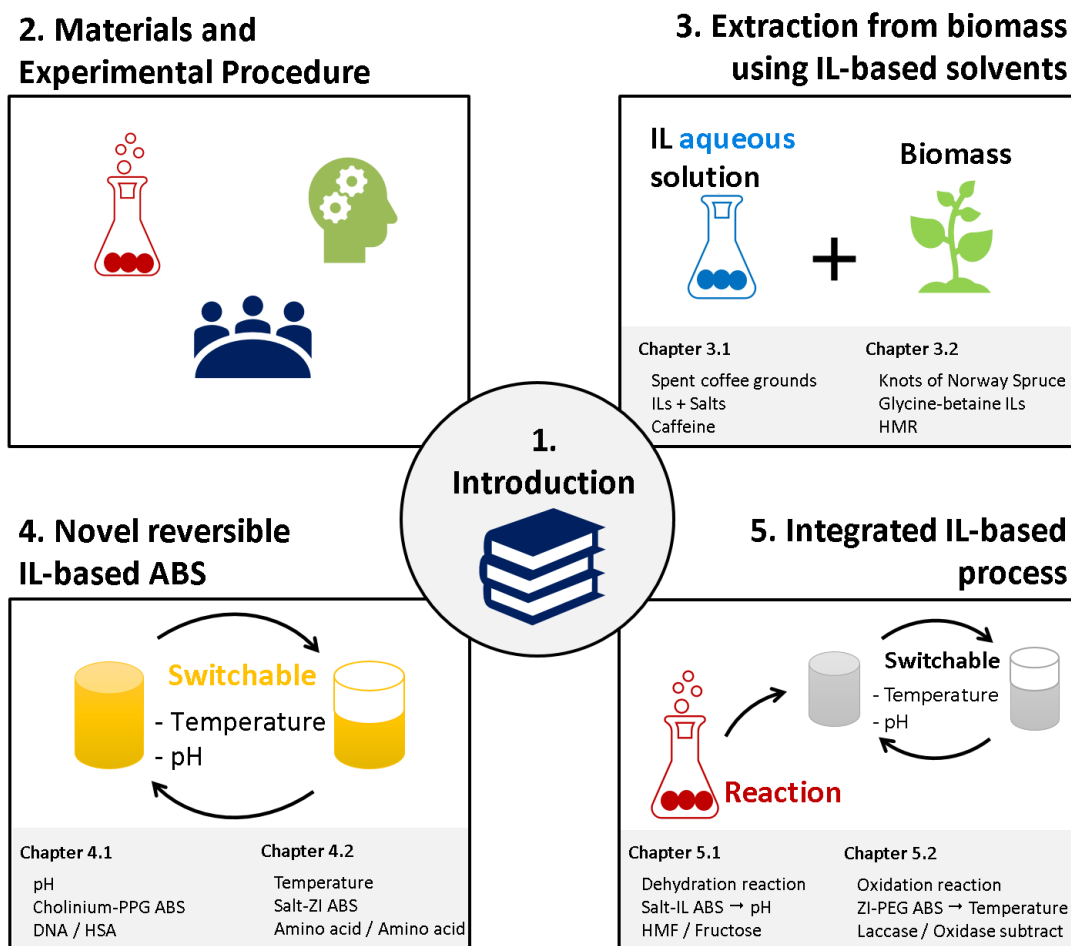 2. Materials and
Experimental Procedure
3. Extraction from biomass
using IL-based solvents
IL aqueous
solution
Biomass
+
Chapter 3.1
Spent coffee grounds
ILs + Salts
Caffeine
Chapter 3.2
Knots of Norway Spruce
Glycine-betaine ILs
HMR
1.
Introduction
4. Novel reversible
IL-based ABS
Switchable
- Temperature
- pH
Chapter 4.1
pH
Cholinium-PPG ABS
DNA / HSA
Chapter 4.2
Temperature
Salt-ZI ABS
Amino acid / Amino acid
5. Integrated IL-based
process
Switchable
- Temperature
- pH
Reaction
Chapter 5.1
Dehydration reaction
Salt-IL ABS → pH
HMF / Fructose
Chapter 5.2
Oxidation reaction
ZI-PEG ABS → Temperature
Laccase / Oxidase subtract